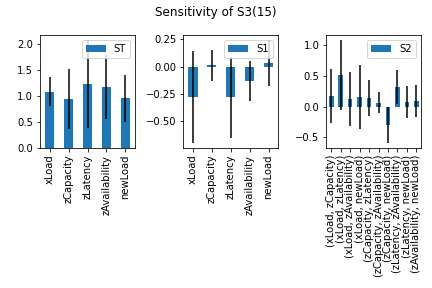 Sensitivity of S3(15)
ST
2.0
1.5
1.0
0.5
0.0
xLoad
zCapacity
zLatency
zAvailability
newLoad
S1
0.25
0.00
−0.25
−0.50
xLoad
zCapacity
zLatency
zAvailability
newLoad
S2
1.0
0.5
0.0
−0.5
(xLoad, zCapacity)
(xLoad, zLatency)
(xLoad, zAvailability)
(xLoad, newLoad)
(zCapacity, zLatency)
(zCapacity, zAvailability)
(zCapacity, newLoad)
(zLatency, zAvailability)
(zLatency, newLoad)
(zAvailability, newLoad)